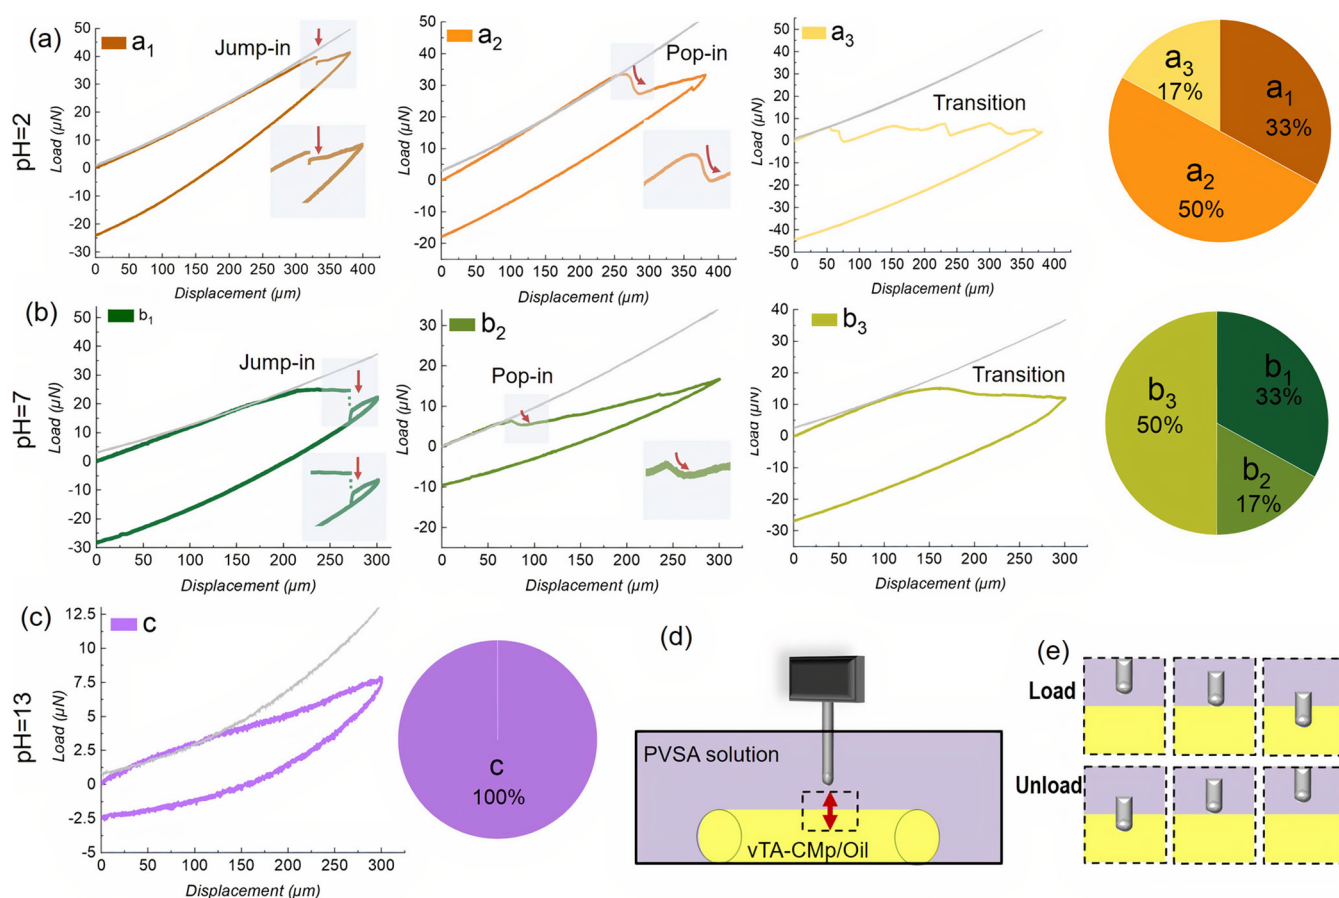 (a)
pH=2
a1
Jump-in
Load (μN)
50
40
30
20
10
0
-10
-20
-30
0 50 100 150 200 250 300 350 400
Displacement (μm)
a2
Pop-in
Load (μN)
50
40
30
20
10
0
-10
-20
0 50 100 150 200 250 300 350 400
Displacement (μm)
a3
Transition
Load (μN)
50
40
30
20
10
0
-10
-20
-30
-40
-50
0 50 100 150 200 250 300 350 400
Displacement (μm)
a3
17%
a1
33%
a2
50%
(b)
pH=7
b1
Jump-in
Load (μN)
50
40
30
20
10
0
-10
-20
-30
0 50 100 150 200 250 300
Displacement (μm)
b2
Pop-in
Load (μN)
30
20
10
0
-10
-20
0 50 100 150 200 250 300
Displacement (μm)
b3
Transition
Load (μN)
40
30
20
10
0
-10
-20
-30
0 50 100 150 200 250 300
Displacement (μm)
b3
50%
b1
33%
b2
17%
(c)
pH=13
c
Load (μN)
12.5
10
7.5
5
2.5
0
-2.5
-5
0 50 100 150 200 250 300
Displacement (μm)
c
100%
(d)
PVSA solution
vTA-CMp/Oil
(e)
Load
Unload